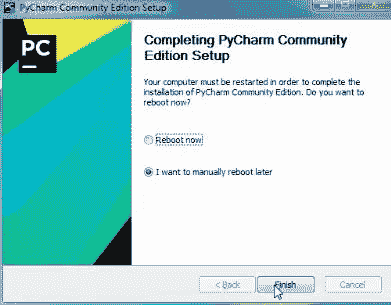 PyCharm Community Edition Setup
PC
Completing PyCharm Community
Edition Setup
Your computer must be restarted in order to complete the
installation of PyCharm Community Edition. Do you want to
reboot now?
Reboot now
I want to manually reboot later
< Back
Finish
Cancel